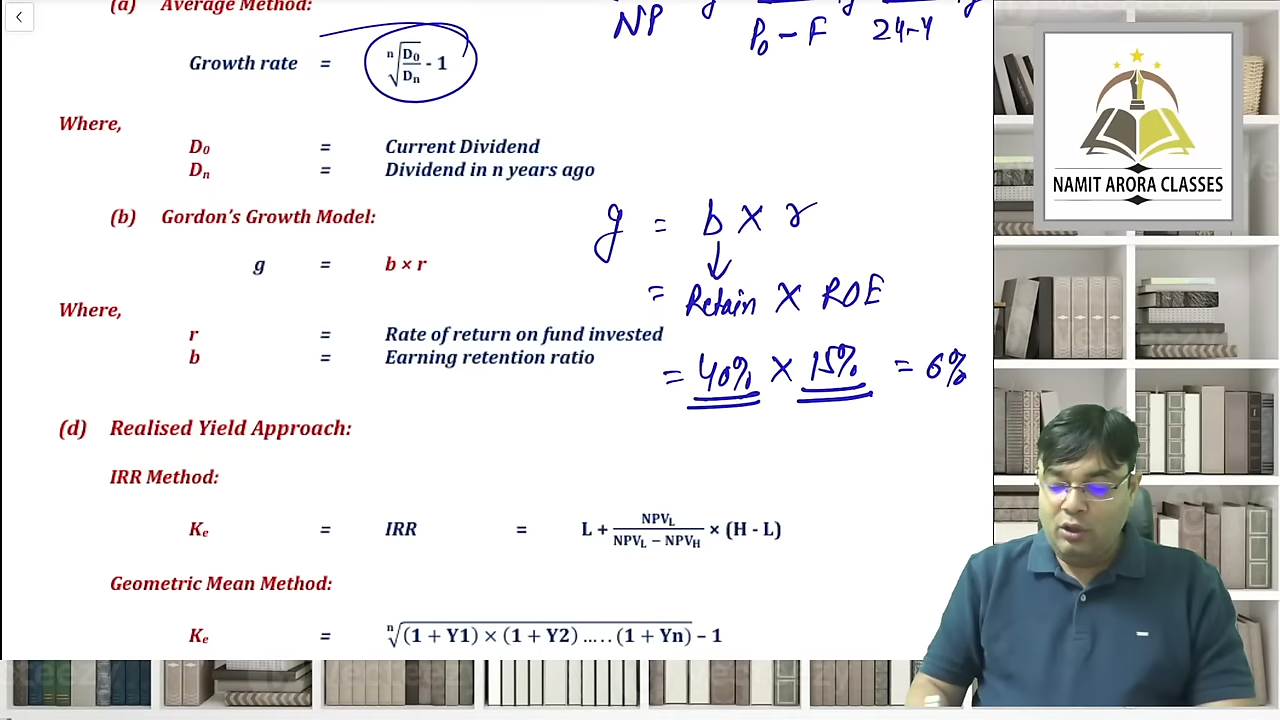 (a) Average Method:
NP
P₀ - F
24-4
Growth rate = ⁿ√(D₀/Dₙ) - 1
Where,
D₀ = Current Dividend
Dₙ = Dividend in n years ago
(b) Gordon's Growth Model:
g = b × r
g = b × r
= Retain × ROE
Where,
r = Rate of return on fund invested
b = Earning retention ratio
= 40% × 15% = 6%
(d) Realised Yield Approach:
IRR Method:
Kₑ = IRR = L + NPV_L / (NPV_L − NPV_H) × (H - L)
Geometric Mean Method:
Kₑ = ⁿ√(1 + Y1) × (1 + Y2) ..... (1 + Yn) - 1
NAMIT ARORA CLASSES